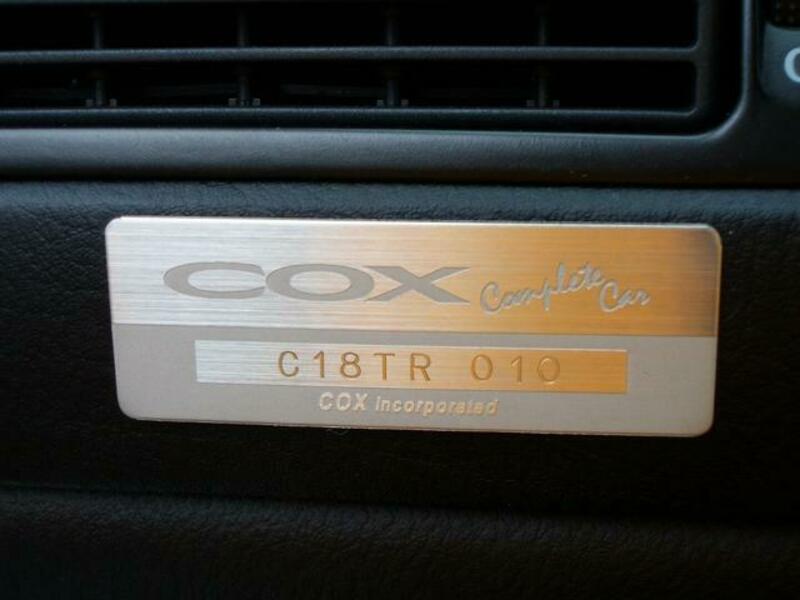 COX Complete Car
C18TR 010
COX Incorporated